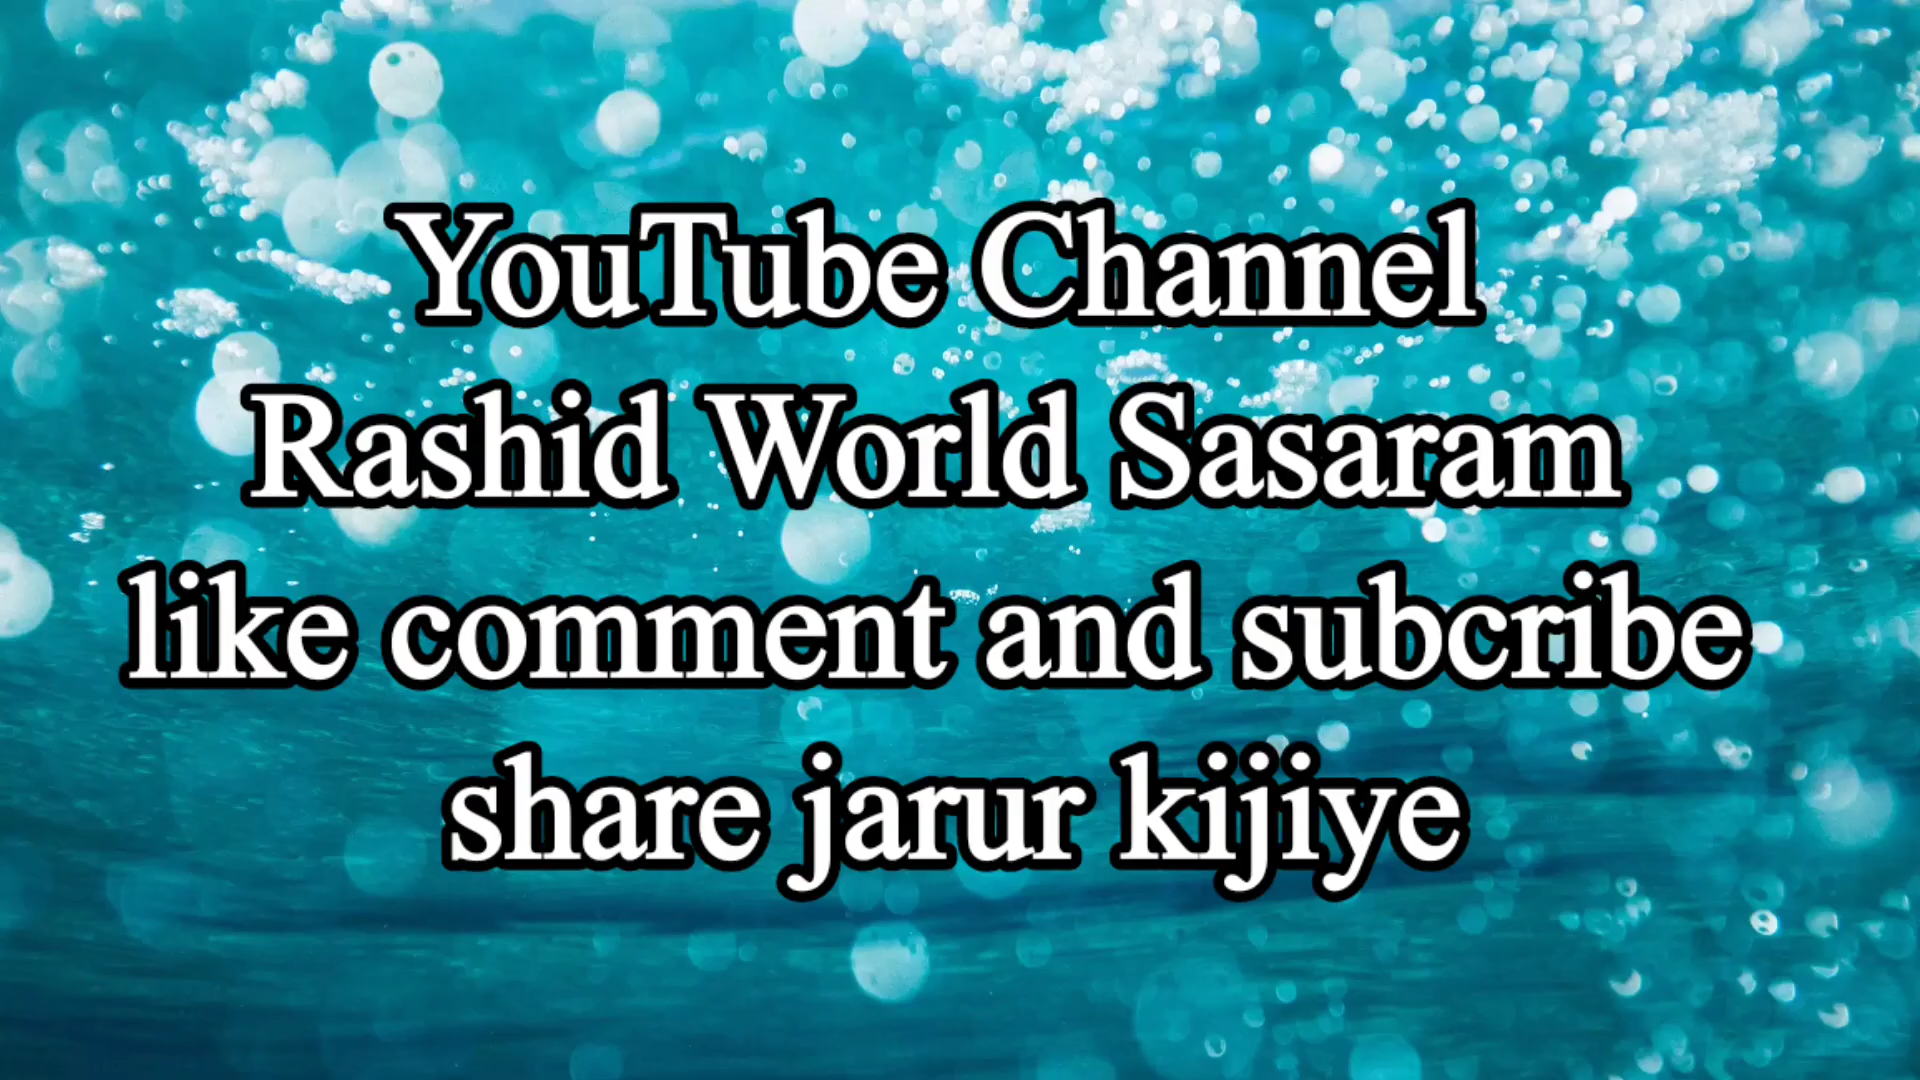 YouTube Channel
Rashid World Sasaram
like comment and subcribe
share jarur kijiye